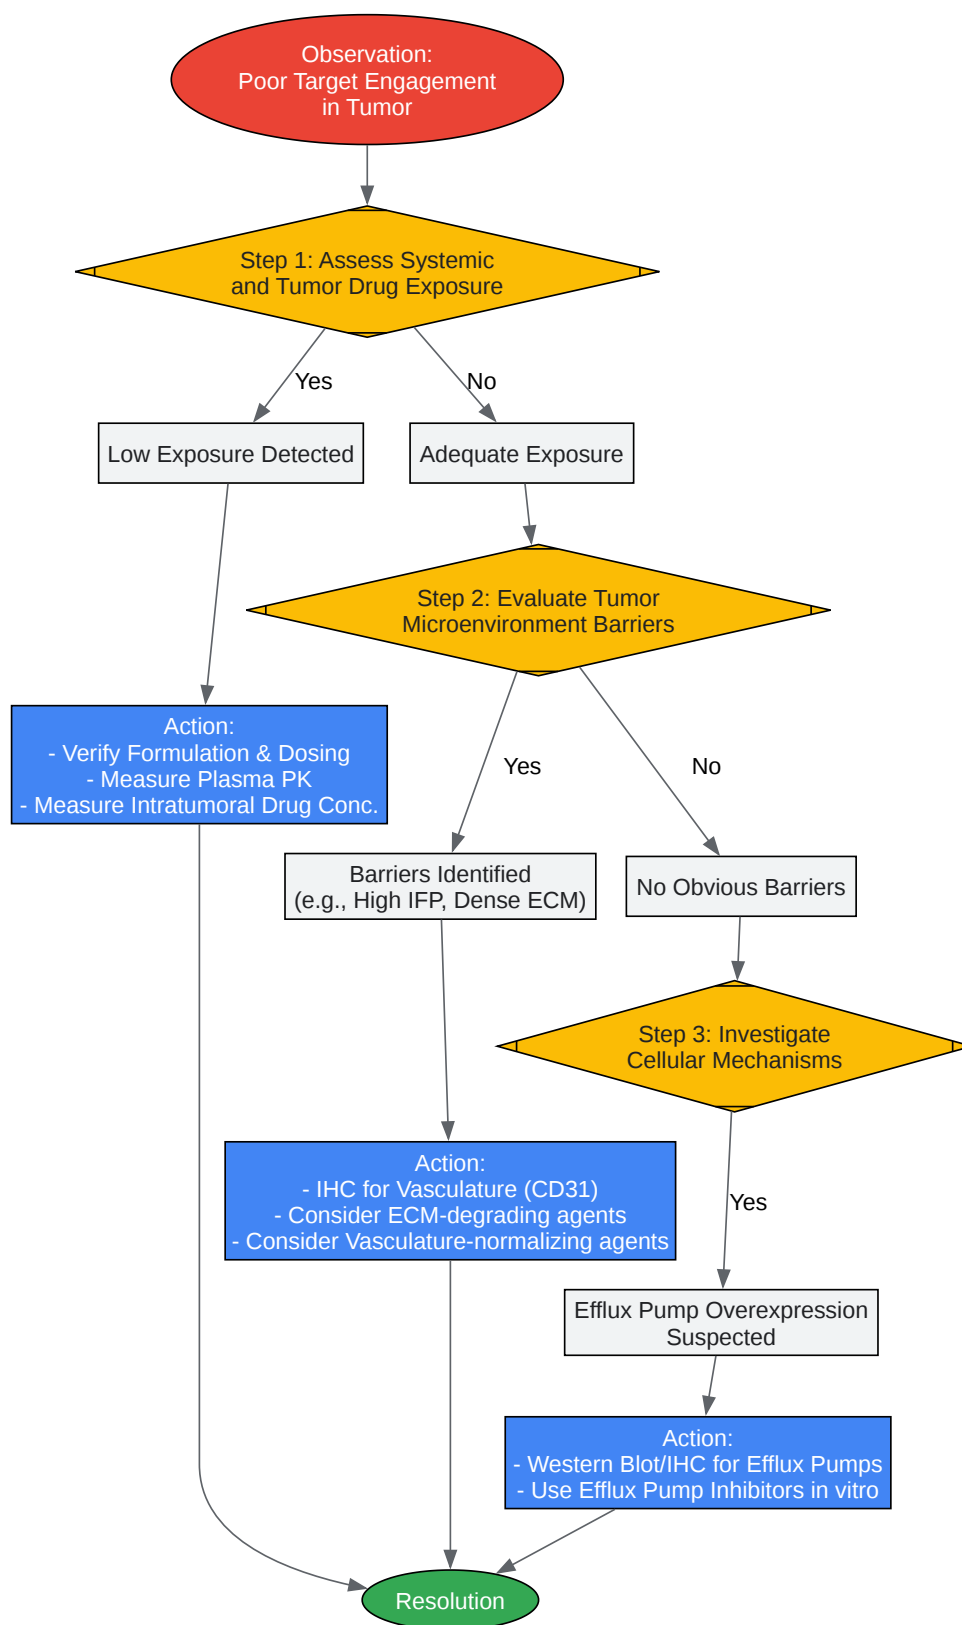 Observation:
Poor Target Engagement
in Tumor
Step 1: Assess Systemic
and Tumor Drug Exposure
Yes
No
Low Exposure Detected
Adequate Exposure
Step 2: Evaluate Tumor
Microenvironment Barriers
Action:
- Verify Formulation & Dosing
- Measure Plasma PK
- Measure Intratumoral Drug Conc.
Yes
No
Barriers Identified
(e.g., High IFP, Dense ECM)
No Obvious Barriers
Step 3: Investigate
Cellular Mechanisms
Action:
- IHC for Vasculature (CD31)
- Consider ECM-degrading agents
- Consider Vasculature-normalizing agents
Yes
Efflux Pump Overexpression
Suspected
Action:
- Western Blot/IHC for Efflux Pumps
- Use Efflux Pump Inhibitors in vitro
Resolution